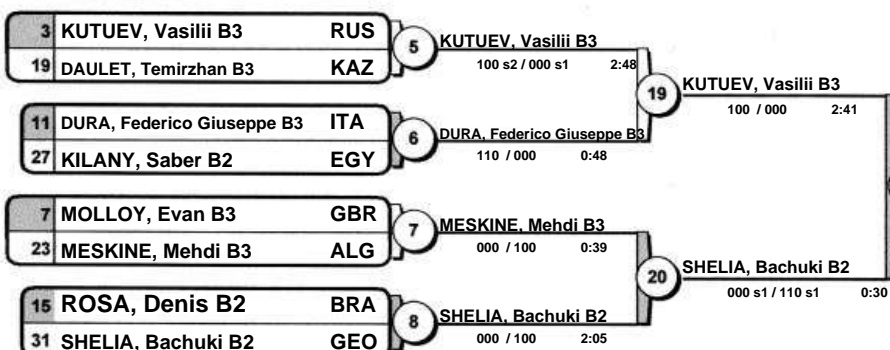 3 KUTUEV, Vasilii B3 RUS
19 DAULET, Temirzhan B3 KAZ
5
KUTUEV, Vasilii B3
100 s2 / 000 s1 2:48
11 DURA, Federico Giuseppe B3 ITA
27 KILANY, Saber B2 EGY
6
DURA, Federico Giuseppe B3
110 / 000 0:48
19
KUTUEV, Vasilii B3
100 / 000 2:41
7 MOLLOY, Evan B3 GBR
23 MESKINE, Mehdi B3 ALG
7
MESKINE, Mehdi B3
000 / 100 0:39
15 ROSA, Denis B2 BRA
31 SHELIA, Bachuki B2 GEO
8
SHELIA, Bachuki B2
000 / 100 2:05
20
SHELIA, Bachuki B2
000 s1 / 110 s1 0:30